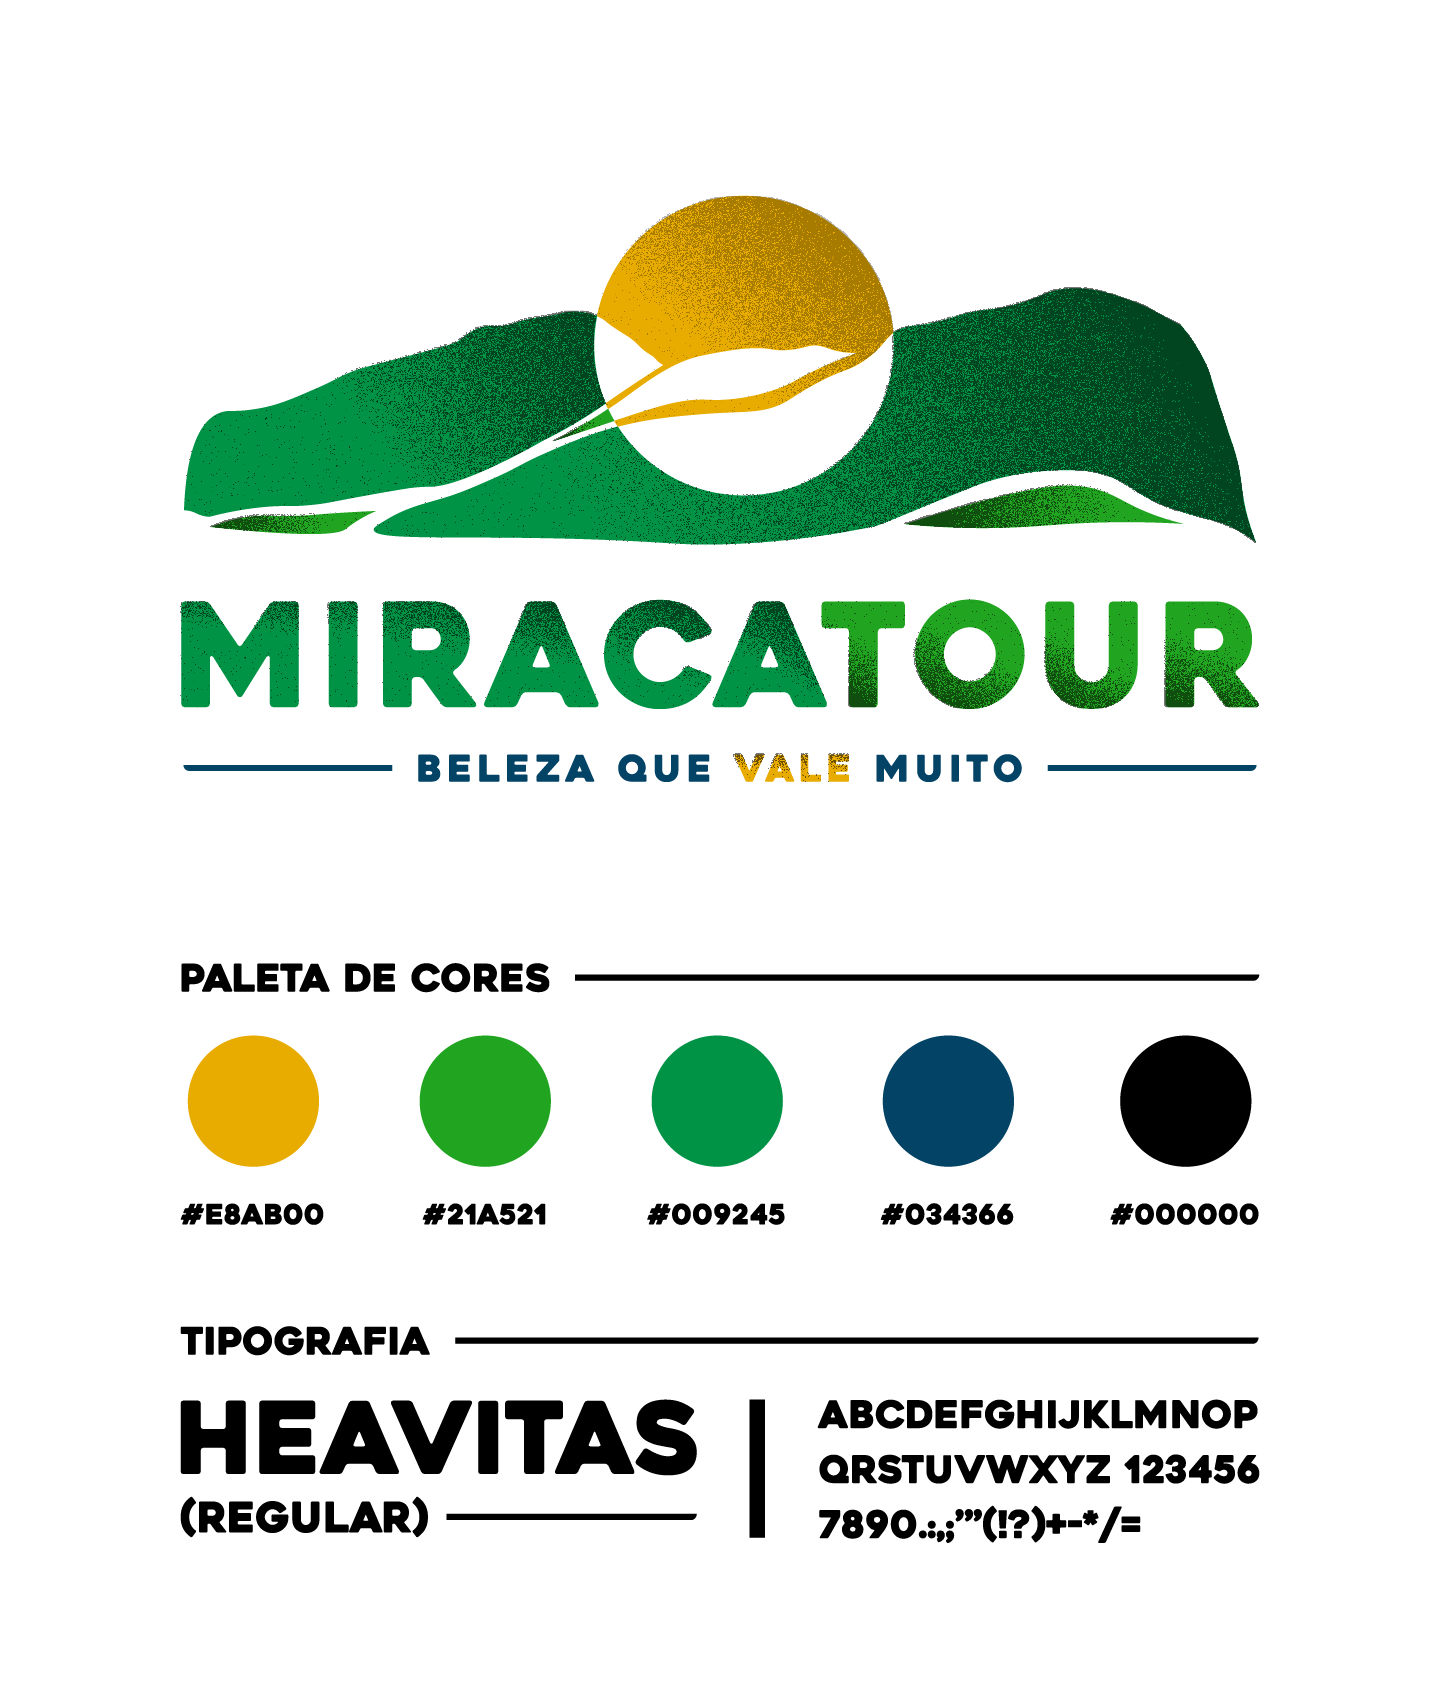 MIRACATOUR
BELEZA QUE VALE MUITO
PALETA DE CORES
#E8AB00 #21A521 #009245 #034366 #000000
TIPOGRAFIA
HEAVITAS
(REGULAR)
ABCDEFGHIJKLMNOP
QRSTUVWXYZ 123456
7890.:,;’”(!?)+-*/=